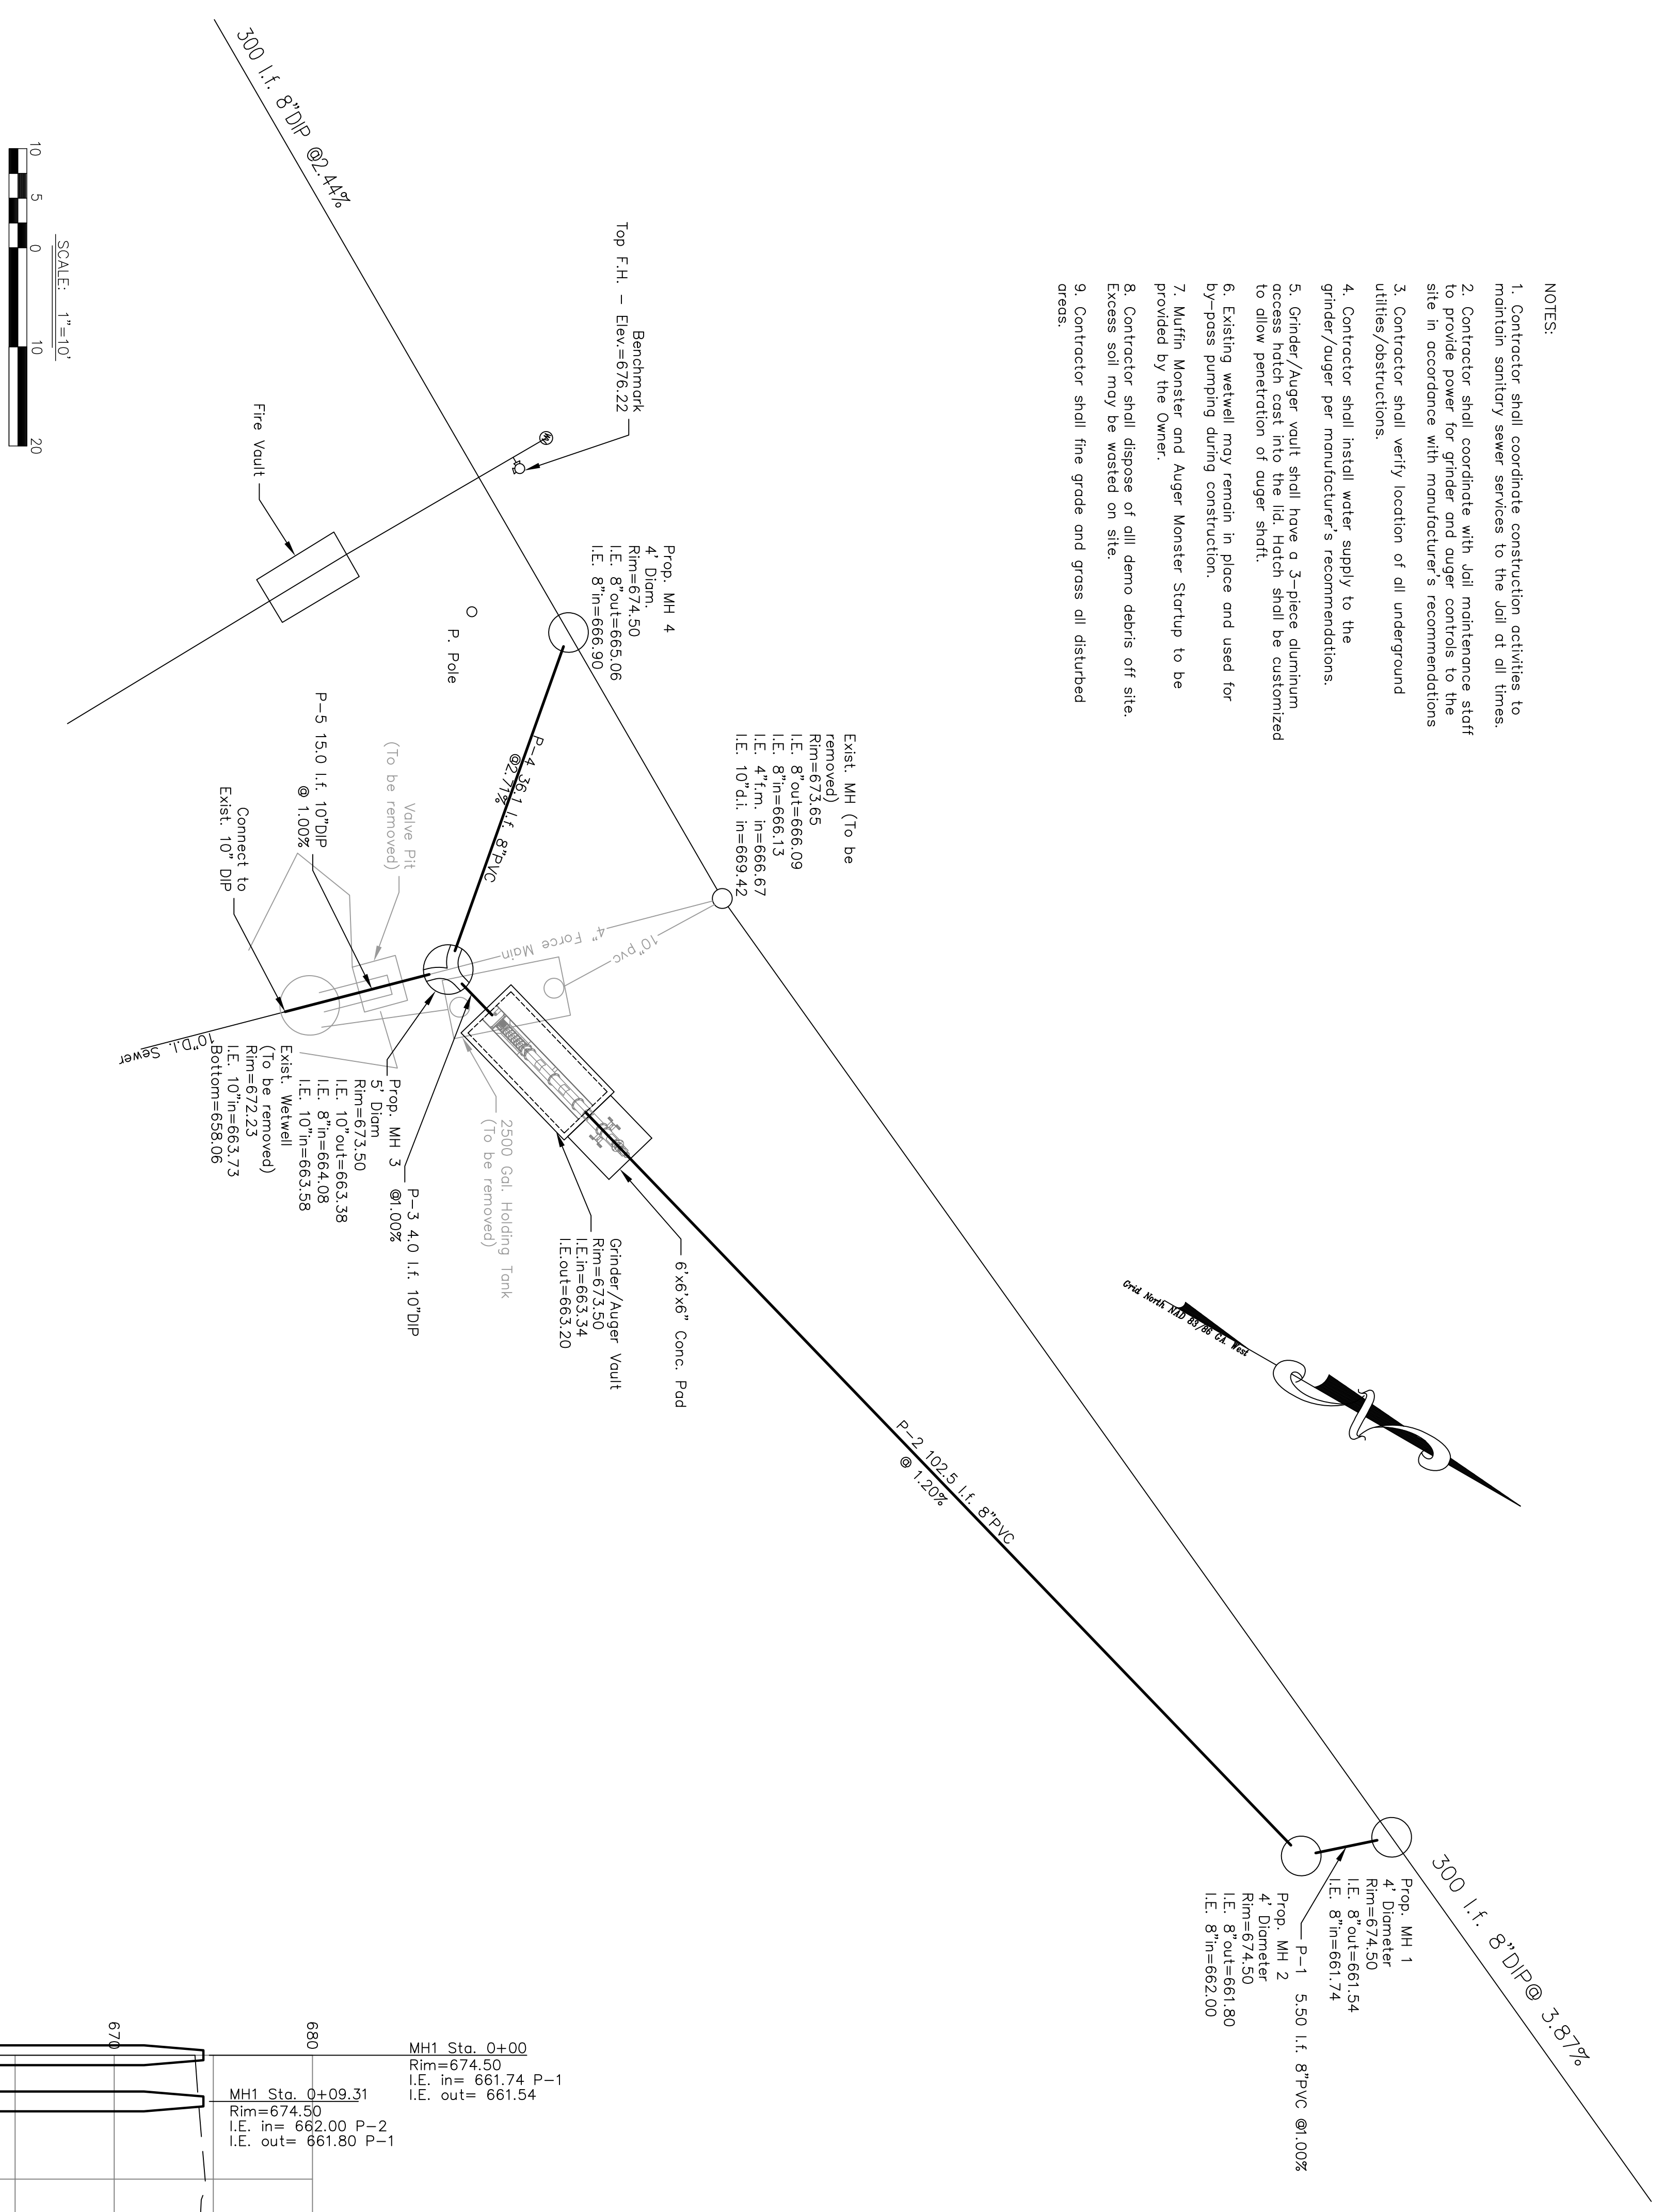 NOTES:
1. Contractor shall coordinate construction activities to
maintain sanitary sewer services to the Jail at all times.
2. Contractor shall coordinate with Jail maintenance staff
to provide power for grinder and auger controls to the
site in accordance with manufacturer's recommendations
3. Contractor shall verify location of all underground
utilties/obstructions.
4. Contractor shall install water supply to the
grinder/auger per manufacturer's recommendations.
5. Grinder/Auger vault shall have a 3-piece aluminum
access hatch cast into the lid. Hatch shall be customized
to allow penetration of auger shaft.
6. Existing wetwell may remain in place and used for
by-pass pumping during construction.
7. Muffin Monster and Auger Monster Startup to be
provided by the Owner.
8. Contractor shall dispose of alll demo debris off site.
Excess soil may be wasted on site.
9. Contractor shall fine grade and grass all disturbed
areas.
Grid North NAD 83/86 CA. West
300 l.f. 8"DIP @2.44%
300 l.f. 8"DIP@ 3.87%
Benchmark
Top F.H. - Elev.=676.22
Fire Vault
P. Pole
Prop. MH 4
4' Diam.
Rim=674.50
I.E. 8"out=665.06
I.E. 8"in=666.90
Exist. MH (To be
removed)
Rim=673.65
I.E. 8"out=666.09
I.E. 8"in=666.13
I.E. 4"f.m. in=666.67
I.E. 10"d.i. in=669.42
P-4 36.1 l.f. 8"PVC
@2.71%
4" Force Main
10"pvc
Valve Pit
(To be removed)
P-5 15.0 l.f. 10"DIP
@ 1.00%
Connect to
Exist. 10" DIP
10"D.I. Sewer
6'x6'x6" Conc. Pad
Grinder/Auger Vault
Rim=673.50
I.E.in=663.34
I.E.out=663.20
2500 Gal. Holding Tank
(To be removed)
P-3 4.0 l.f. 10"DIP
@1.00%
Prop. MH 3
5' Diam
Rim=673.50
I.E. 10"out=663.38
I.E. 8"in=664.08
I.E. 10"in=663.58
Exist. Wetwell
(To be removed)
Rim=672.23
I.E. 10"in=663.73
Bottom=658.06
P-2 102.5 l.f. 8"PVC
@ 1.20%
Prop. MH 1
4' Diameter
Rim=674.50
I.E. 8"out=661.54
I.E. 8"in=661.74
P-1 5.50 l.f. 8"PVC @1.00%
Prop. MH 2
4' Diameter
Rim=674.50
I.E. 8"out=661.80
I.E. 8"in=662.00
SCALE: 1"=10'
10 5 0 10 20
680
670
MH1 Sta. 0+00
Rim=674.50
I.E. in= 661.74 P-1
I.E. out= 661.54
MH1 Sta. 0+09.31
Rim=674.50
I.E. in= 662.00 P-2
I.E. out= 661.80 P-1